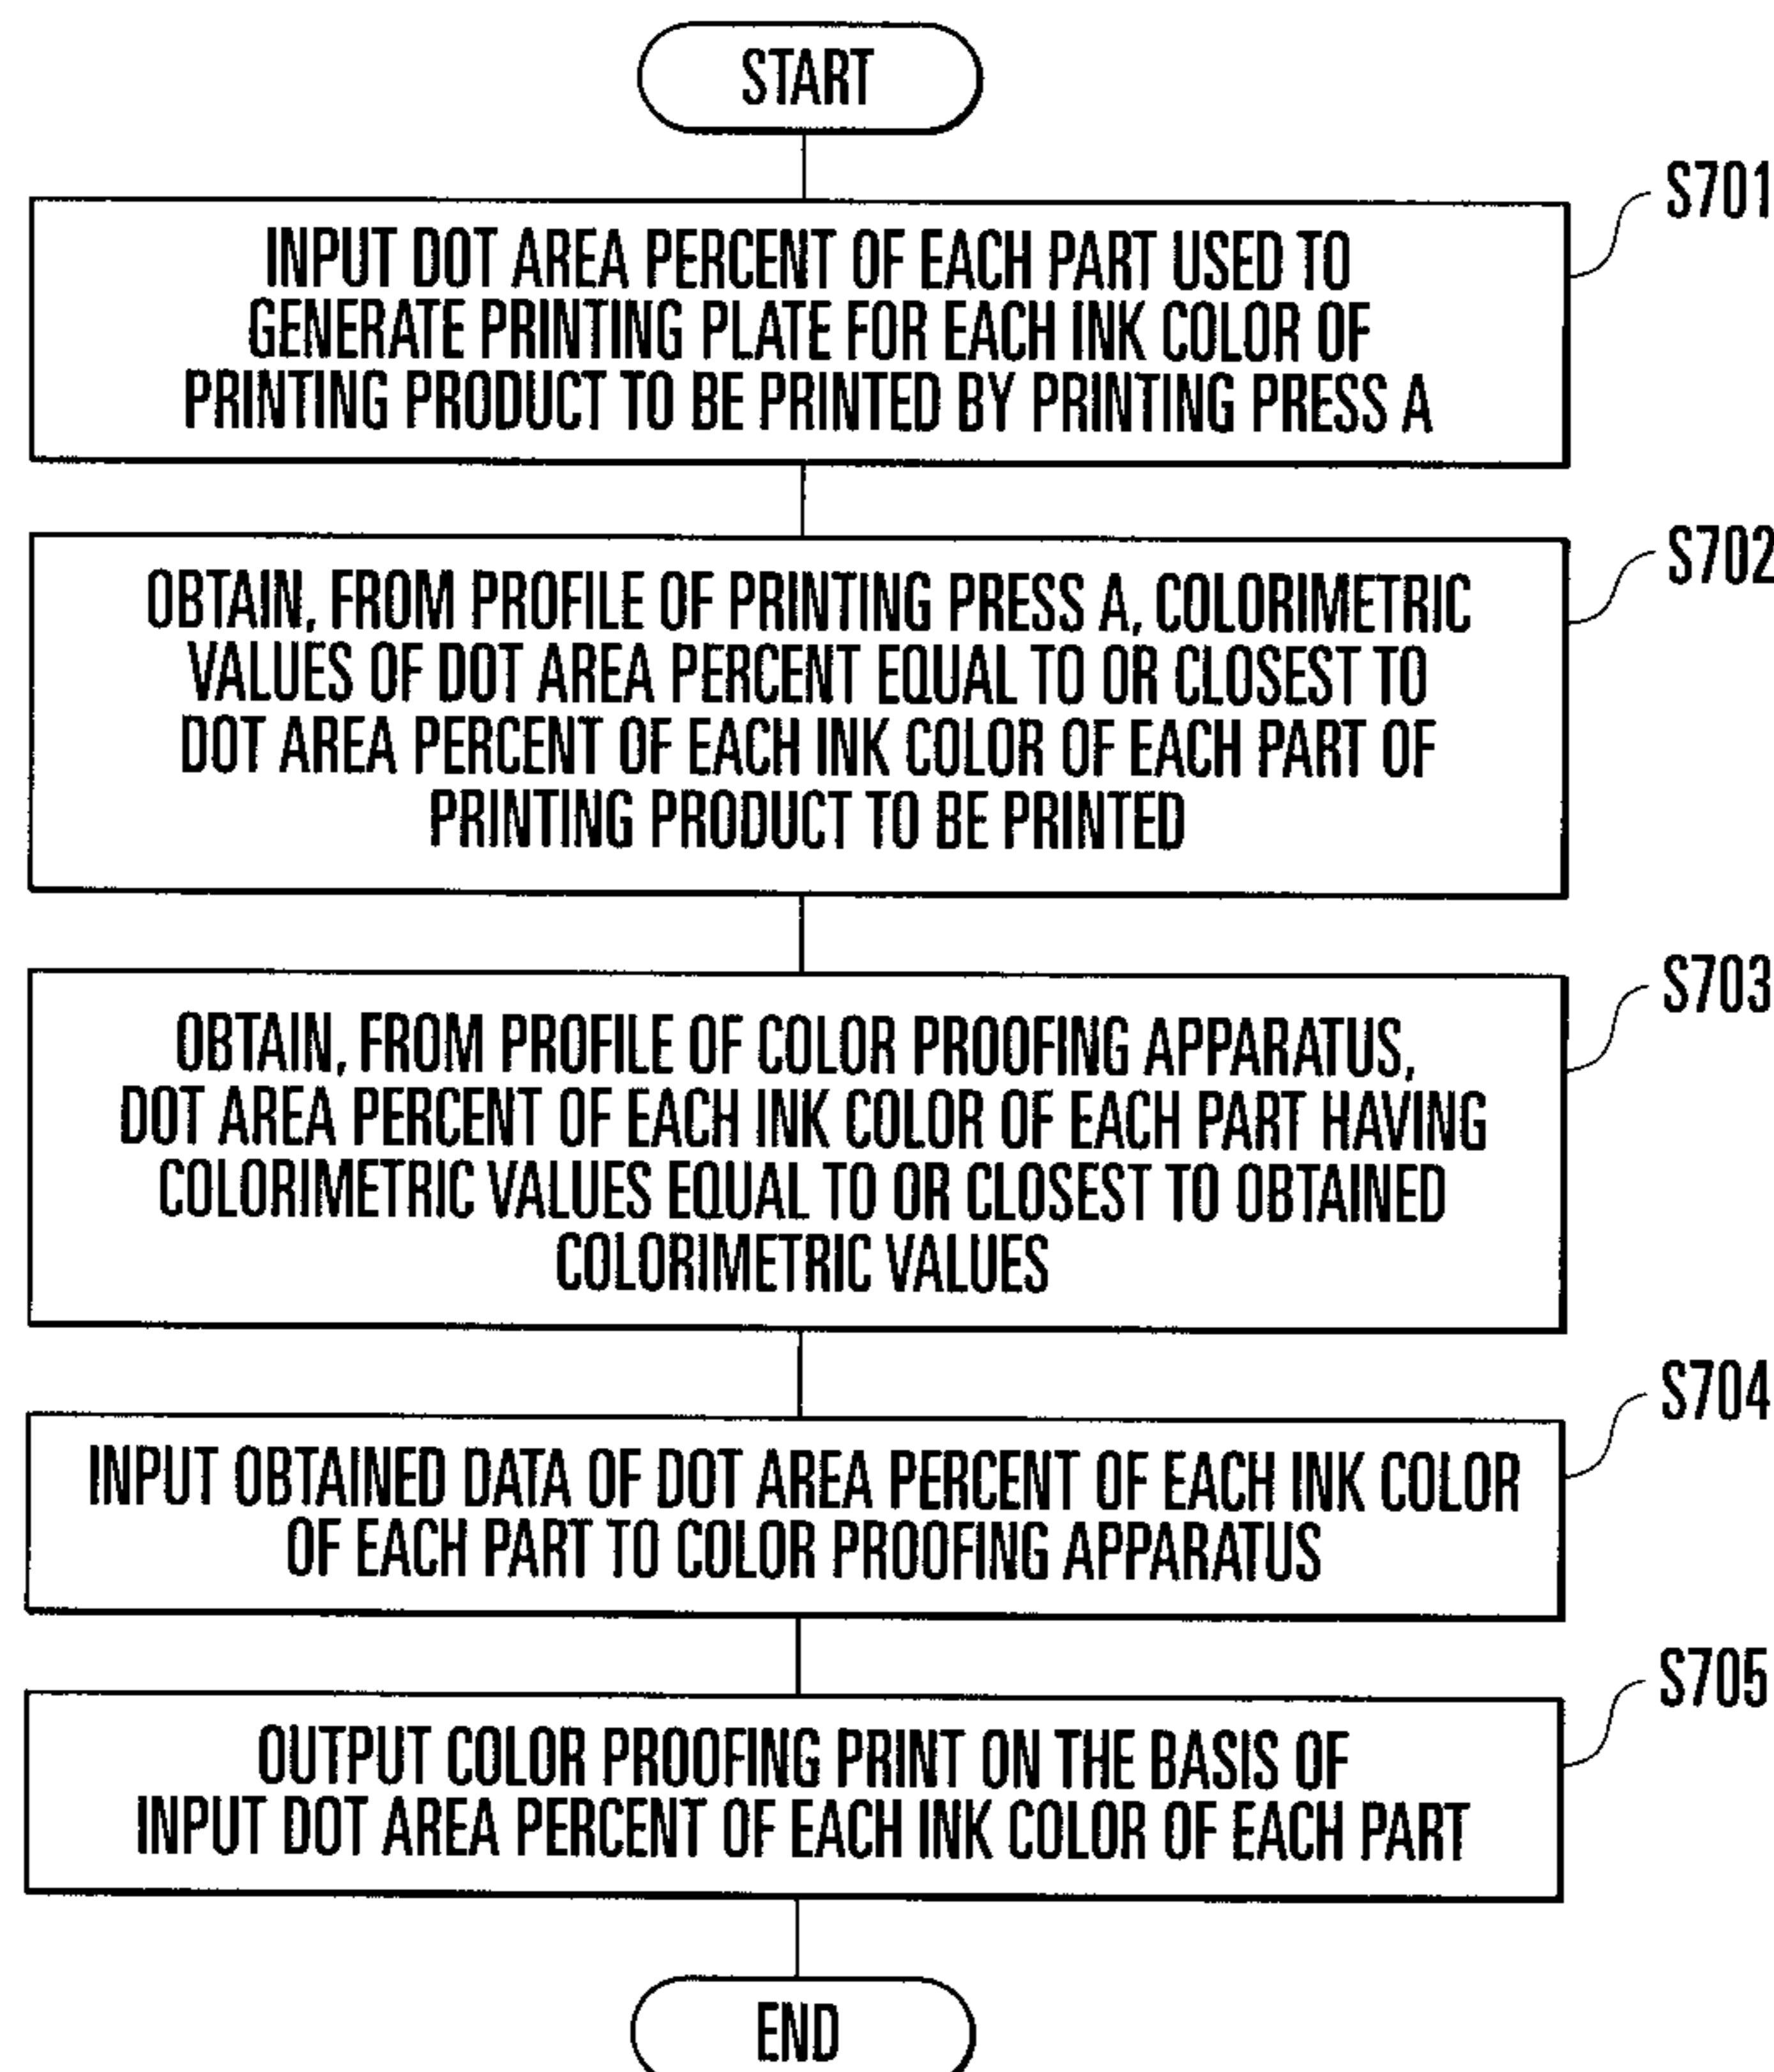 START
S701
INPUT DOT AREA PERCENT OF EACH PART USED TO
GENERATE PRINTING PLATE FOR EACH INK COLOR OF
PRINTING PRODUCT TO BE PRINTED BY PRINTING PRESS A
S702
OBTAIN, FROM PROFILE OF PRINTING PRESS A, COLORIMETRIC
VALUES OF DOT AREA PERCENT EQUAL TO OR CLOSEST TO
DOT AREA PERCENT OF EACH INK COLOR OF EACH PART OF
PRINTING PRODUCT TO BE PRINTED
S703
OBTAIN, FROM PROFILE OF COLOR PROOFING APPARATUS,
DOT AREA PERCENT OF EACH INK COLOR OF EACH PART HAVING
COLORIMETRIC VALUES EQUAL TO OR CLOSEST TO OBTAINED
COLORIMETRIC VALUES
S704
INPUT OBTAINED DATA OF DOT AREA PERCENT OF EACH INK COLOR
OF EACH PART TO COLOR PROOFING APPARATUS
S705
OUTPUT COLOR PROOFING PRINT ON THE BASIS OF
INPUT DOT AREA PERCENT OF EACH INK COLOR OF EACH PART
END